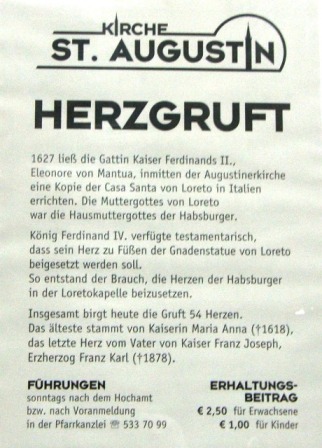 KIRCHE
ST. AUGUSTIN
HERZGRUFT
1627 ließ die Gattin Kaiser Ferdinands II.,
Eleonore von Mantua, inmitten der Augustinerkirche
eine Kopie der Casa Santa von Loreto in Italien
errichten. Die Muttergottes von Loreto
war die Hausmuttergottes der Habsburger.
König Ferdinand IV. verfügte testamentarisch,
dass sein Herz zu Füßen der Gnadenstatue von Loreto
beigesetzt werden soll.
So entstand der Brauch, die Herzen der Habsburger
in der Loretokapelle beizusetzen.
Insgesamt birgt heute die Gruft 54 Herzen.
Das älteste stammt von Kaiserin Maria Anna (†1618),
das letzte Herz vom Vater von Kaiser Franz Joseph,
Erzherzog Franz Karl (†1878).
FÜHRUNGEN
sonntags nach dem Hochamt
bzw. nach Voranmeldung
in der Pfarrkanzlei ☏ 533 70 99
ERHALTUNGS-
BEITRAG
€ 2,50 für Erwachsene
€ 1,00 für Kinder